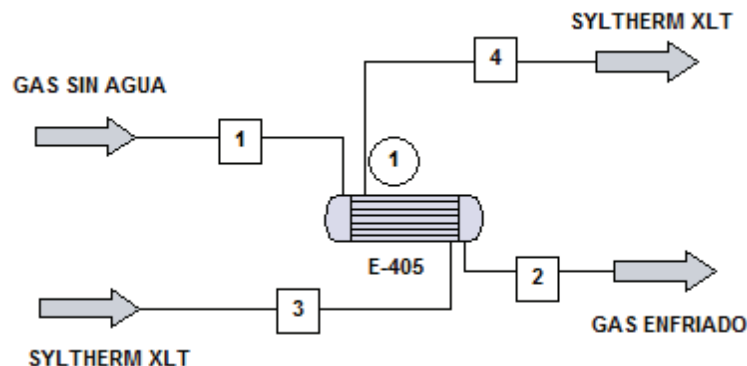 SYLTHERM XLT
4
GAS SIN AGUA
1
1
E-405
2
3
GAS ENFRIADO
SYLTHERM XLT